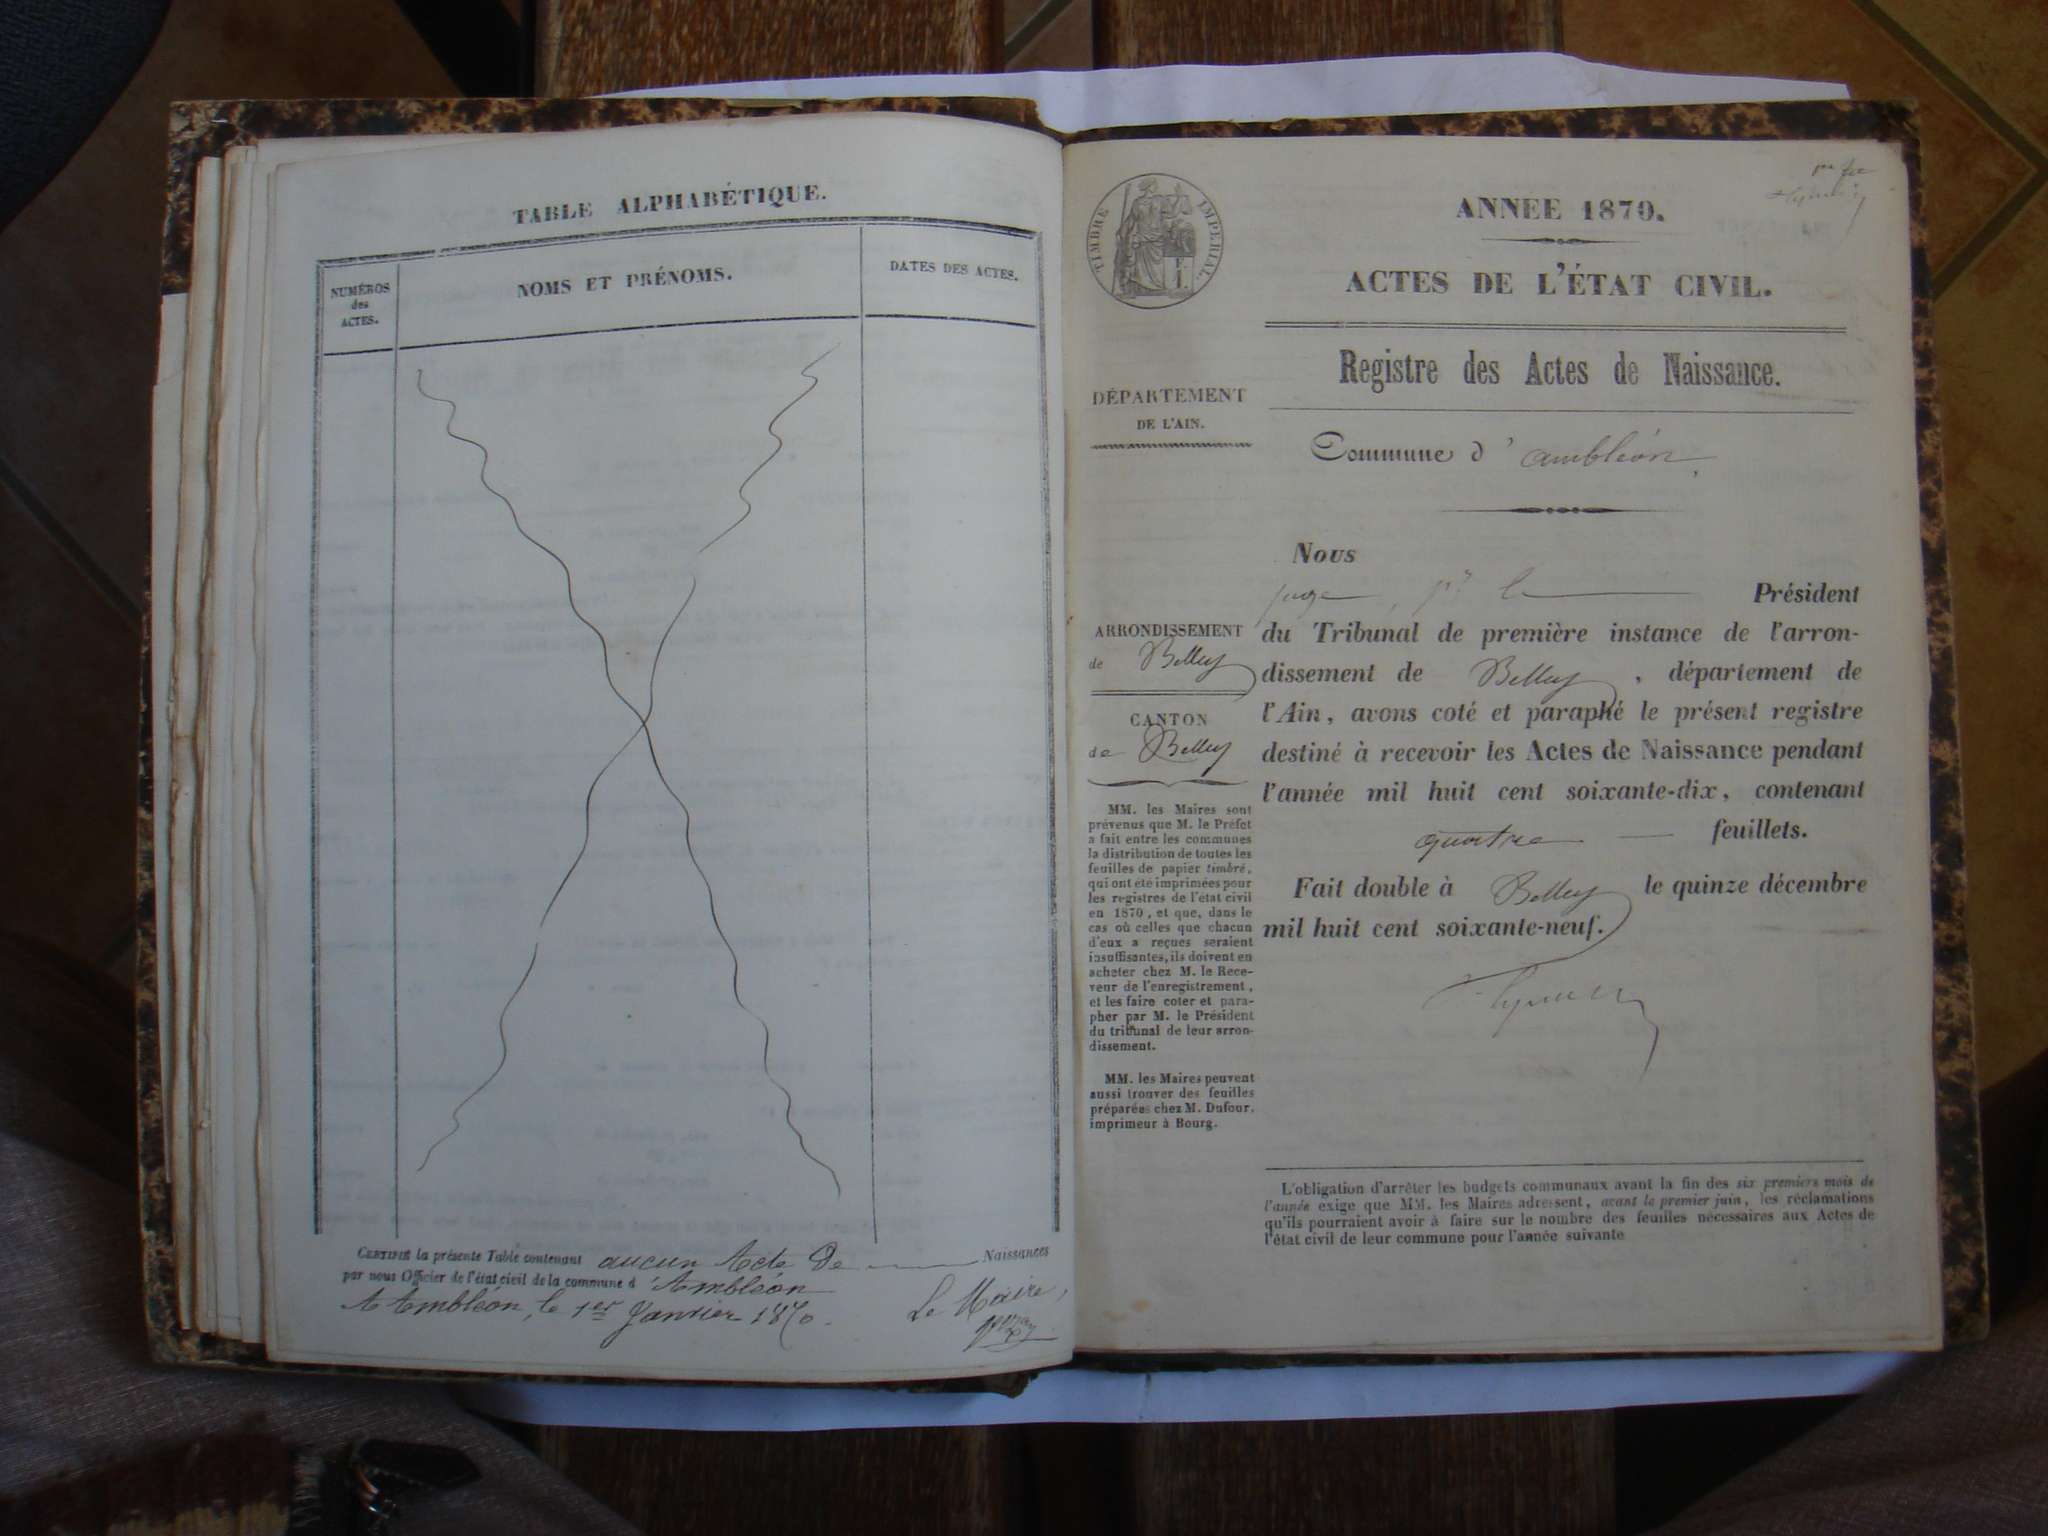 TABLE ALPHABÉTIQUE.
NUMÉROS
des
ACTES.
NOMS ET PRÉNOMS.
DATES DES ACTES.
CERTIFIÉ la présente Table contenant aucun Acte De Naissances
par nous Officier de l'état civil de la commune d'Ambléon
A Ambléon, le 1er Janvier 1870.
Le Maire,
TIMBRE IMPERIAL.
ANNEE 1870.
ACTES DE L'ÉTAT CIVIL.
Registre des Actes de Naissance.
DÉPARTEMENT
DE L'AIN.
Commune d'ambléon,
ARRONDISSEMENT
de Belley
CANTON
de Belley
MM. les Maires sont
prévenus que M. le Préfet
a fait entre les communes
la distribution de toutes les
feuilles de papier timbré,
qui ont été imprimées pour
les registres de l'état civil
en 1870, et que, dans le
cas où celles que chacun
d'eux a reçues seraient
insuffisantes, ils doivent en
acheter chez M. le Rece-
veur de l'enregistrement,
et les faire coter et para-
pher par M. le Président
du tribunal de leur arron-
dissement.
MM. les Maires peuvent
aussi trouver des feuilles
préparées chez M. Dufour,
imprimeur à Bourg.
Nous
juge, pr le Président
du Tribunal de première instance de l'arron-
dissement de Belley, département de
l'Ain, avons coté et paraphé le présent registre
destiné à recevoir les Actes de Naissance pendant
l'année mil huit cent soixante-dix, contenant
quatre feuillets.
Fait double à Belley le quinze décembre
mil huit cent soixante-neuf.
L'obligation d'arrêter les budgets communaux avant la fin des six premiers mois de
l'année exige que MM. les Maires adressent, avant le premier juin, les réclamations
qu'ils pourraient avoir à faire sur le nombre des feuilles nécessaires aux Actes de
l'état civil de leur commune pour l'année suivante